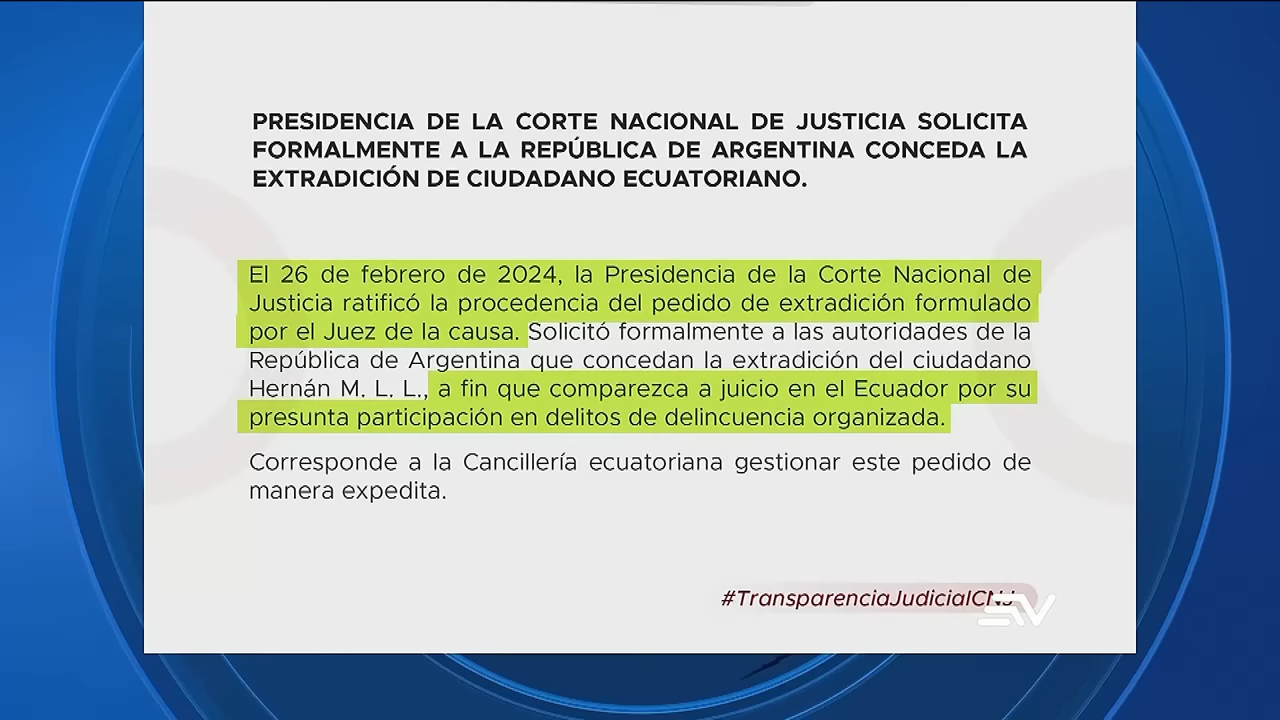 PRESIDENCIA DE LA CORTE NACIONAL DE JUSTICIA SOLICITA
FORMALMENTE A LA REPÚBLICA DE ARGENTINA CONCEDA LA
EXTRADICIÓN DE CIUDADANO ECUATORIANO.
El 26 de febrero de 2024, la Presidencia de la Corte Nacional de
Justicia ratificó la procedencia del pedido de extradición formulado
por el Juez de la causa. Solicitó formalmente a las autoridades de la
República de Argentina que concedan la extradición del ciudadano
Hernán M. L. L., a fin que comparezca a juicio en el Ecuador por su
presunta participación en delitos de delincuencia organizada.
Corresponde a la Cancillería ecuatoriana gestionar este pedido de
manera expedita.
#TransparenciaJudicialCNJ